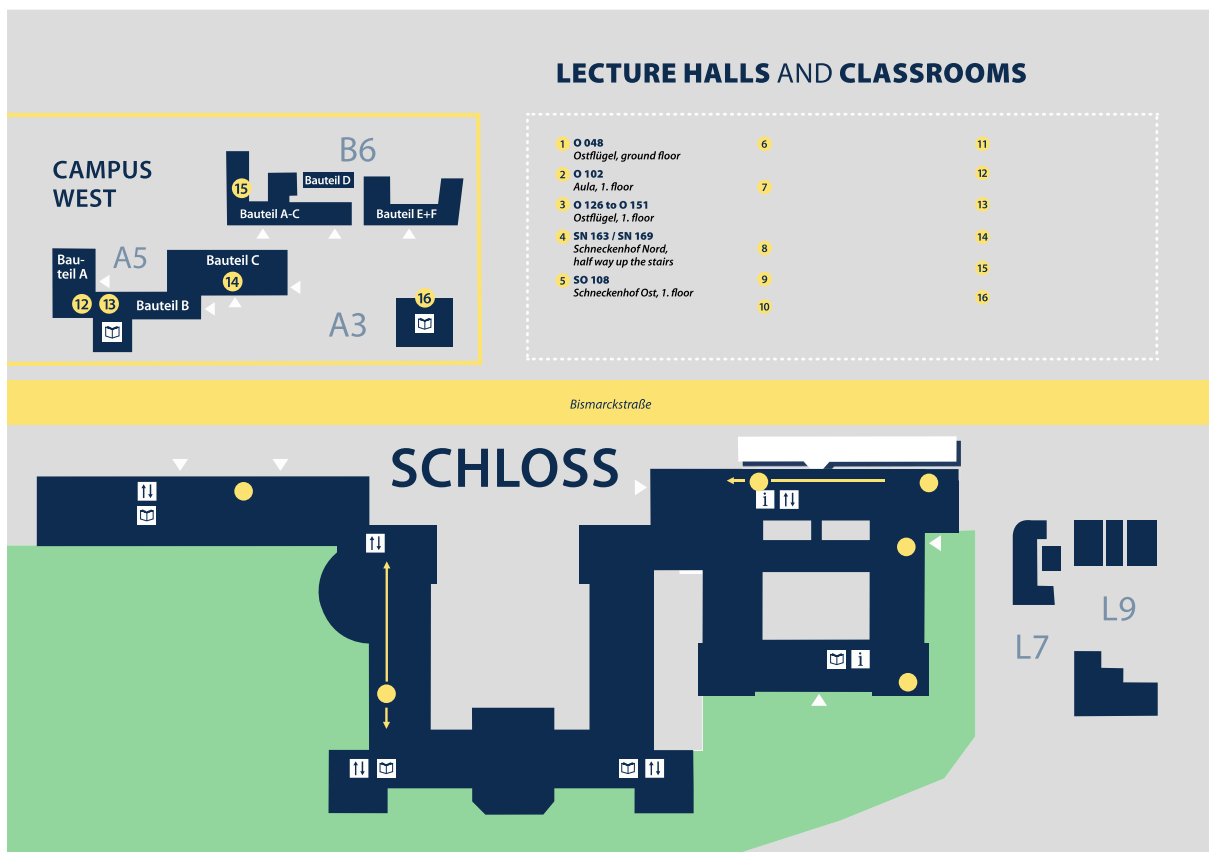 LECTURE HALLS AND CLASSROOMS
1 O 048
Ostflügel, ground floor
2 O 102
Aula, 1. floor
3 O 126 to O 151
Ostflügel, 1. floor
4 SN 163 / SN 169
Schneckenhof Nord,
half way up the stairs
5 SO 108
Schneckenhof Ost, 1. floor
6
7
8
9
10
11
12
13
14
15
16
CAMPUS
WEST
B6
15
Bauteil D
Bauteil A-C
Bauteil E+F
A5
Bau-
teil A
Bauteil C
14
12
13
Bauteil B
A3
16
Bismarckstraße
SCHLOSS
i
i
L9
L7